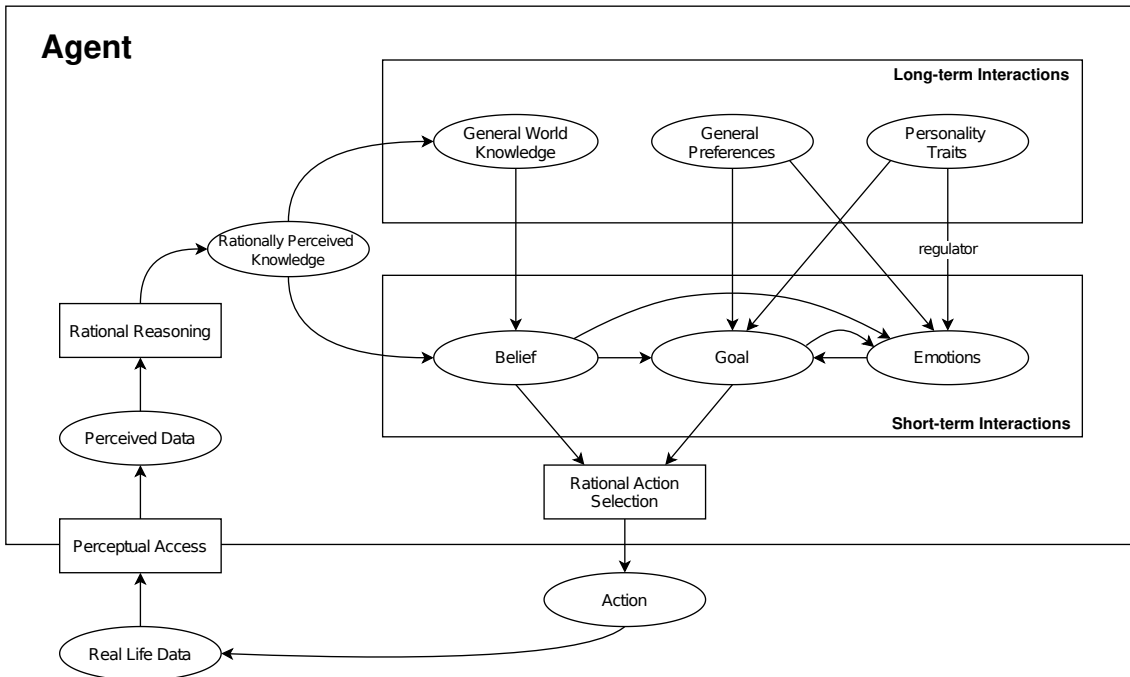 Agent
Long-term Interactions
General World
Knowledge
General
Preferences
Personality
Traits
Rationally Perceived
Knowledge
regulator
Rational Reasoning
Belief
Goal
Emotions
Short-term Interactions
Perceived Data
Rational Action
Selection
Perceptual Access
Action
Real Life Data